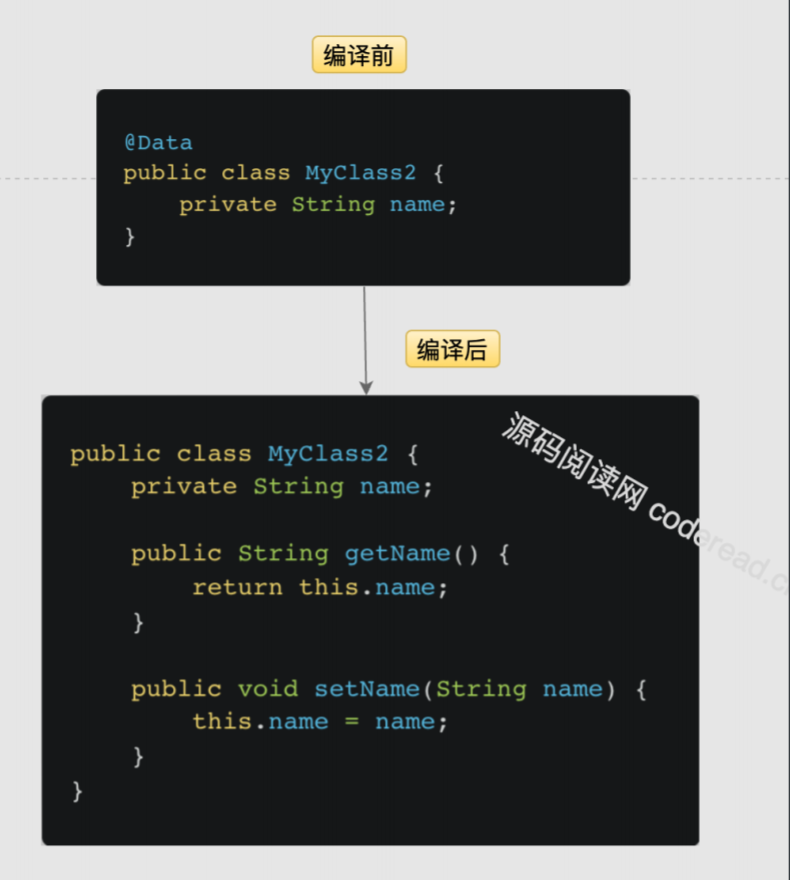 编译前
@Data
public class MyClass2 {
    private String name;
}
编译后
public class MyClass2 {
    private String name;
    public String getName() {
        return this.name;
    }
    public void setName(String name) {
        this.name = name;
    }
}
源码阅读网 coderead.c